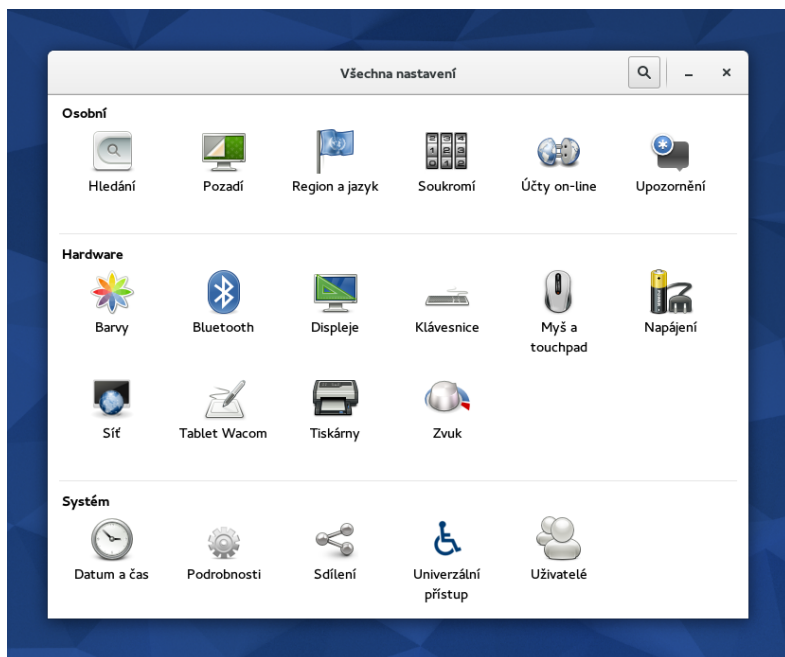 Všechna nastavení
Osobní
Hledání
Pozadí
Region a jazyk
Soukromí
Účty on-line
Upozornění
Hardware
Barvy
Bluetooth
Displeje
Klávesnice
Myš a
touchpad
Napájení
Síť
Tablet Wacom
Tiskárny
Zvuk
Systém
Datum a čas
Podrobnosti
Sdílení
Univerzální
přístup
Uživatelé